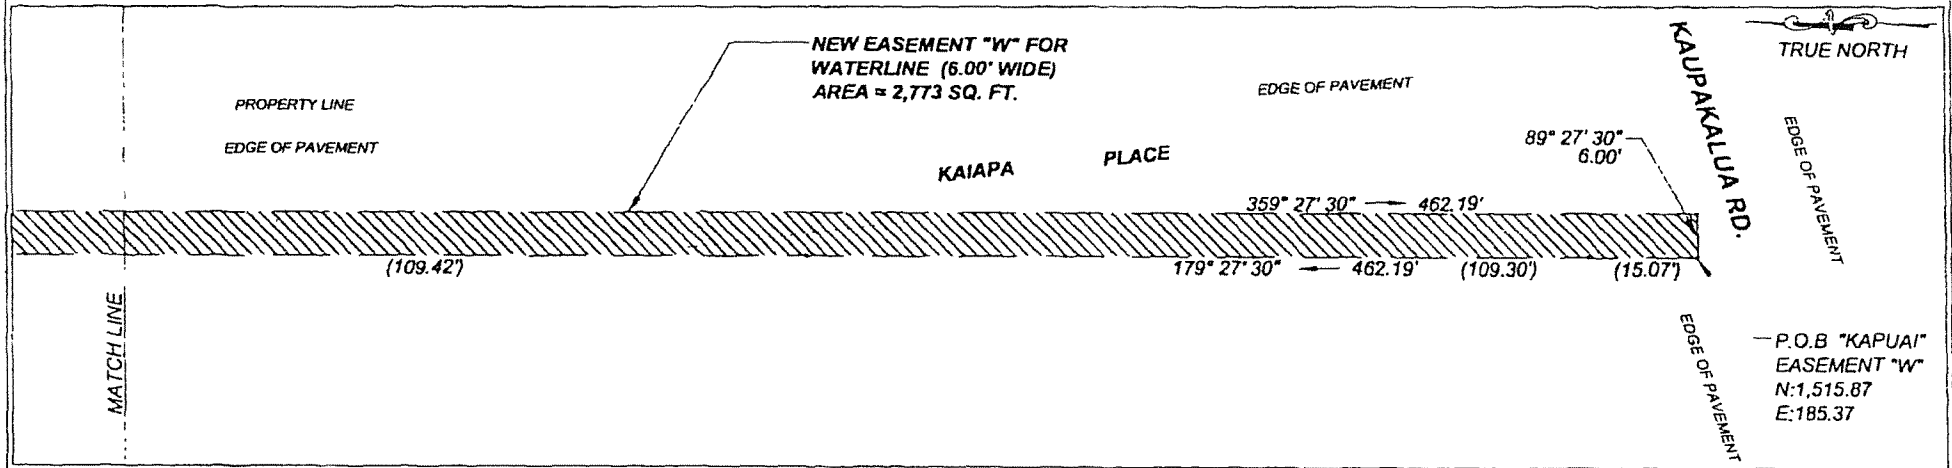 NEW EASEMENT "W" FOR
WATERLINE (6.00' WIDE)
AREA = 2,773 SQ. FT.
PROPERTY LINE
EDGE OF PAVEMENT
EDGE OF PAVEMENT
KAUPAKALUA RD.
TRUE NORTH
EDGE OF PAVEMENT
89° 27' 30"
6.00'
KAIAPA PLACE
359° 27' 30" 462.19'
(109.42')
179° 27' 30" 462.19' (109.30') (15.07')
MATCH LINE
EDGE OF PAVEMENT
P.O.B "KAPUAI"
EASEMENT "W"
N:1,515.87
E:185.37